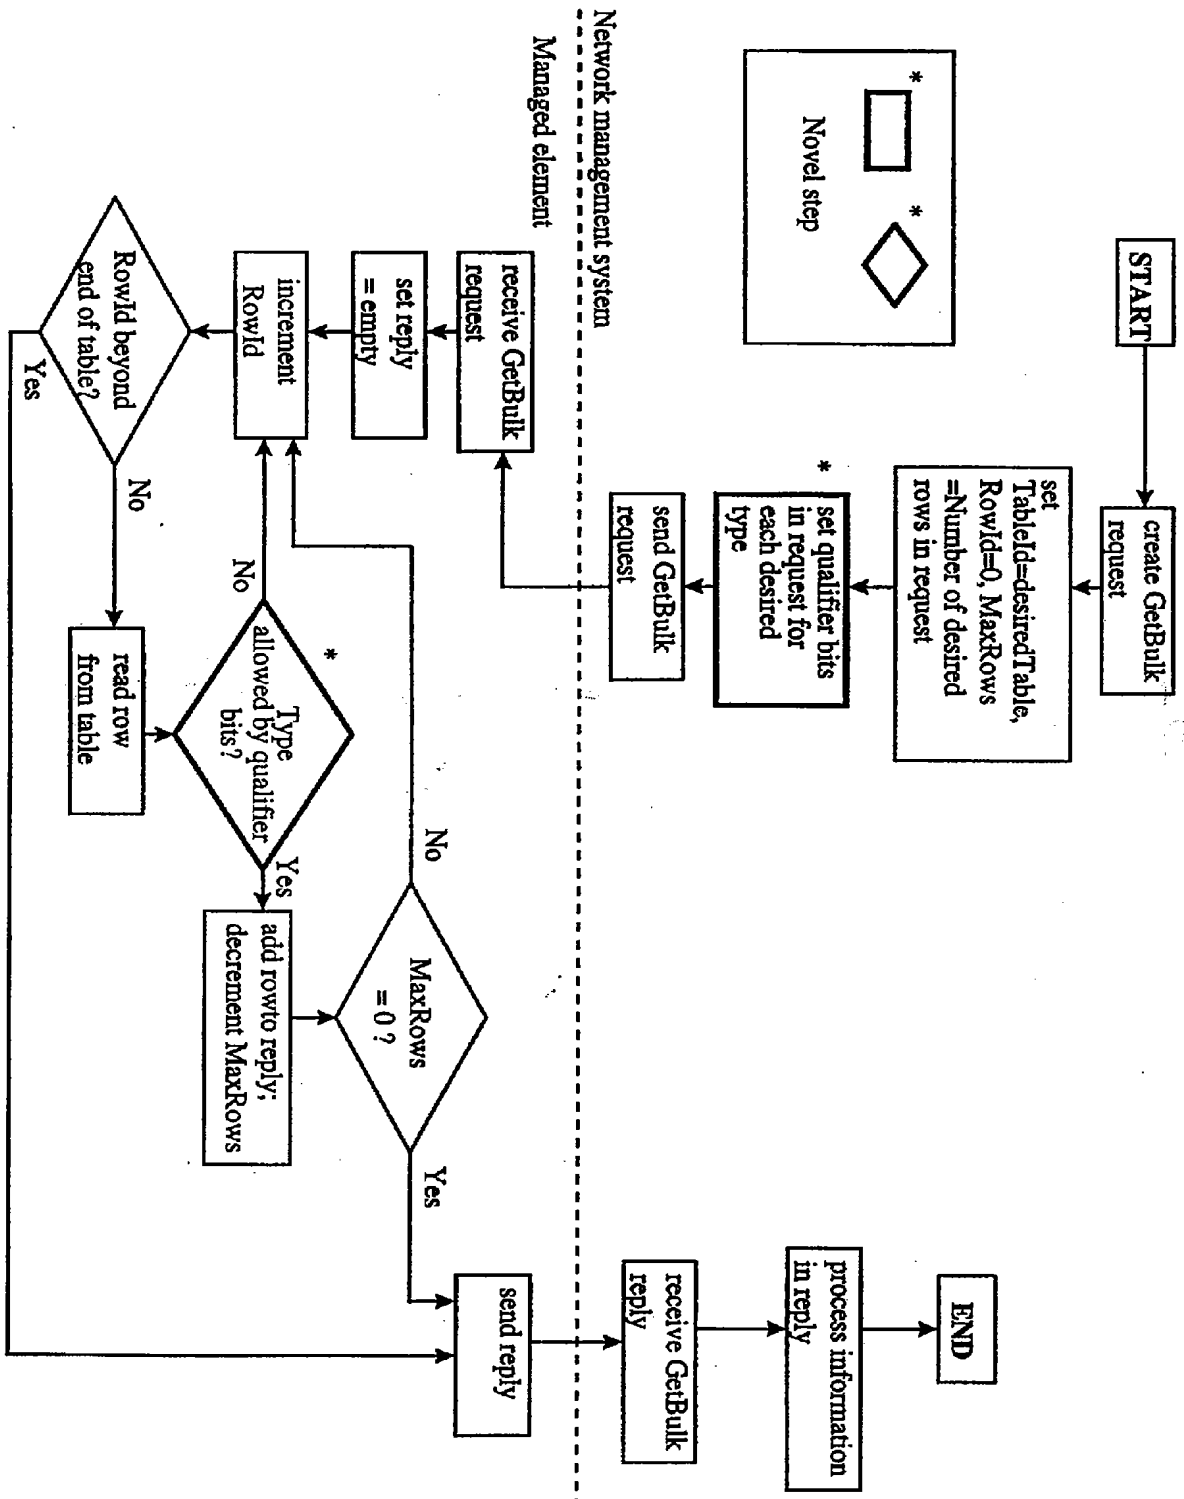 START
create GetBulk
request
set
TableId=desiredTable,
RowId=0, MaxRows
=Number of desired
rows in request
*
set qualifier bits
in request for
each desired
type
send GetBulk
request
*
*
Novel step
Network management system
Managed element
receive GetBulk
request
set reply
= empty
increment
RowId
RowId beyond
end of table?
No
Yes
read row
from table
*
Type
allowed by qualifier
bits?
No
Yes
add rowto reply;
decrement MaxRows
MaxRows
= 0 ?
No
Yes
send reply
receive GetBulk
reply
process information
in reply
END